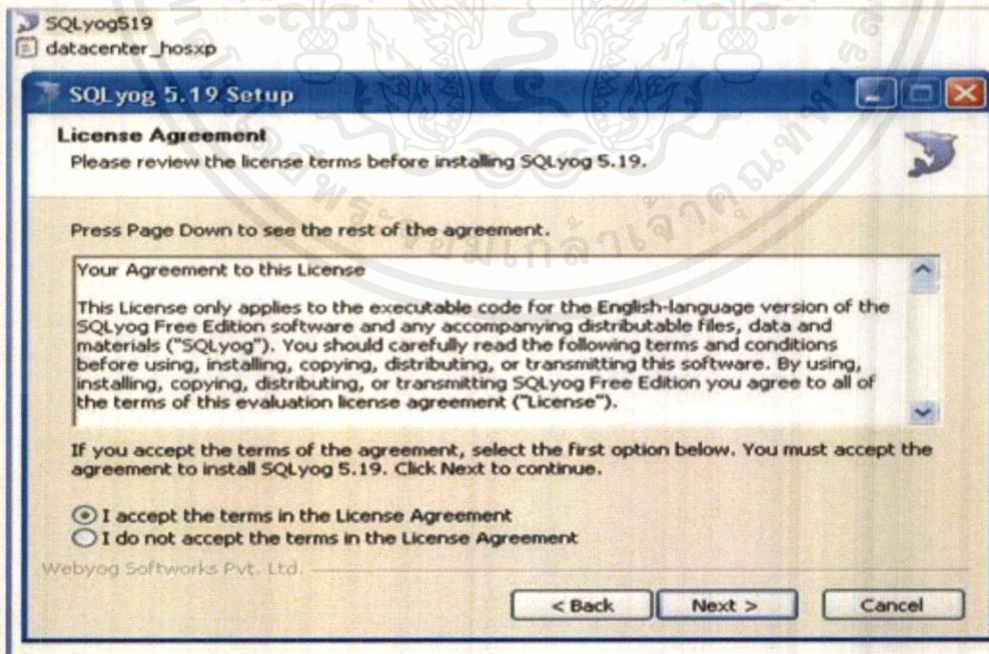 SQLyog519
datacenter_hosxp
SQLyog 5.19 Setup
License Agreement
Please review the license terms before installing SQLyog 5.19.
Press Page Down to see the rest of the agreement.
Your Agreement to this License
This License only applies to the executable code for the English-language version of the
SQLyog Free Edition software and any accompanying distributable files, data and
materials ("SQLyog"). You should carefully read the following terms and conditions
before using, installing, copying, distributing, or transmitting this software. By using,
installing, copying, distributing, or transmitting SQLyog Free Edition you agree to all of
the terms of this evaluation license agreement ("License").
If you accept the terms of the agreement, select the first option below. You must accept the
agreement to install SQLyog 5.19. Click Next to continue.
I accept the terms in the License Agreement
I do not accept the terms in the License Agreement
Webyog Softworks Pvt. Ltd.
< Back
Next >
Cancel